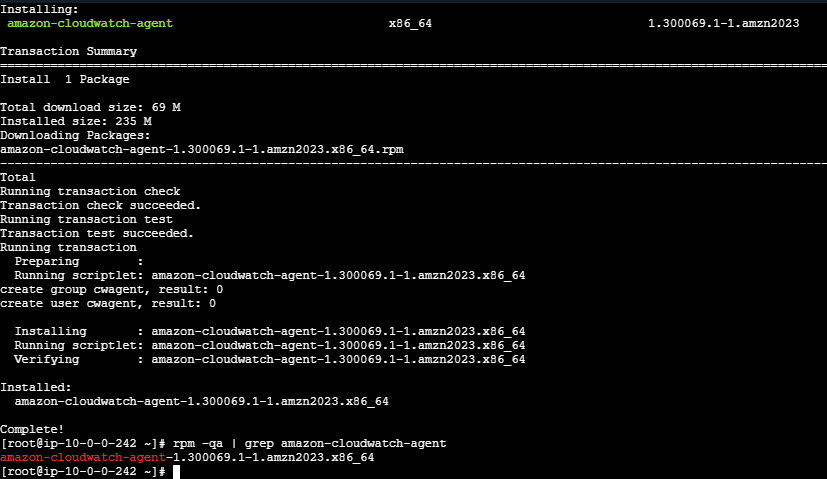 Installing:
 amazon-cloudwatch-agent                              x86_64                              1.300069.1-1.amzn2023

Transaction Summary
===================================================================================================================
Install  1 Package

Total download size: 69 M
Installed size: 235 M
Downloading Packages:
amazon-cloudwatch-agent-1.300069.1-1.amzn2023.x86_64.rpm
-------------------------------------------------------------------------------------------------------------------
Total
Running transaction check
Transaction check succeeded.
Running transaction test
Transaction test succeeded.
Running transaction
  Preparing        :
  Running scriptlet: amazon-cloudwatch-agent-1.300069.1-1.amzn2023.x86_64
create group cwagent, result: 0
create user cwagent, result: 0

  Installing       : amazon-cloudwatch-agent-1.300069.1-1.amzn2023.x86_64
  Running scriptlet: amazon-cloudwatch-agent-1.300069.1-1.amzn2023.x86_64
  Verifying        : amazon-cloudwatch-agent-1.300069.1-1.amzn2023.x86_64

Installed:
  amazon-cloudwatch-agent-1.300069.1-1.amzn2023.x86_64

Complete!
[root@ip-10-0-0-242 ~]# rpm -qa | grep amazon-cloudwatch-agent
amazon-cloudwatch-agent-1.300069.1-1.amzn2023.x86_64
[root@ip-10-0-0-242 ~]#